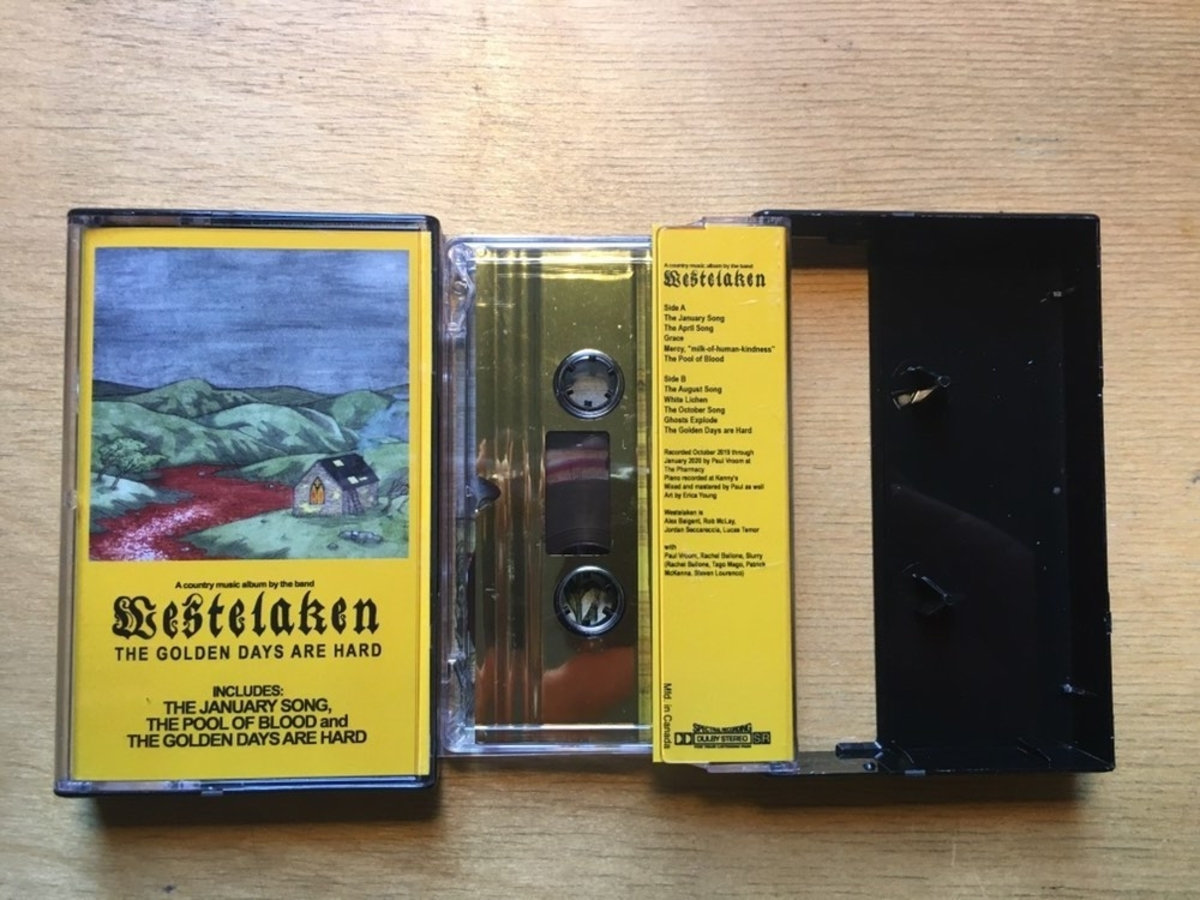 A country music album by the band
Westelaken
THE GOLDEN DAYS ARE HARD
INCLUDES:
THE JANUARY SONG,
THE POOL OF BLOOD and
THE GOLDEN DAYS ARE HARD
A country music album by the band
Westelaken
Side A
The January Song
The April Song
Grace
Mercy, "milk-of-human-kindness"
The Pool of Blood
Side B
The August Song
White Lichen
The October Song
Ghosts Explode
The Golden Days are Hard
Recorded October 2019 through
January 2020 by Paul Vroom at
The Pharmacy
Piano recorded at Kenny's
Mixed and mastered by Paul as well
Art by Erica Young
Westelaken is
Alex Baigent, Rob McLay,
Jordan Seccareccia, Lucas Temor
with
Paul Vroom, Rachel Bellone, Slurry
(Rachel Bellone, Tago Mago, Patrick
McKenna, Steven Lourenco)
Mfd. in Canada
SPECTRAL RECORDING
DULBY STEREO SR